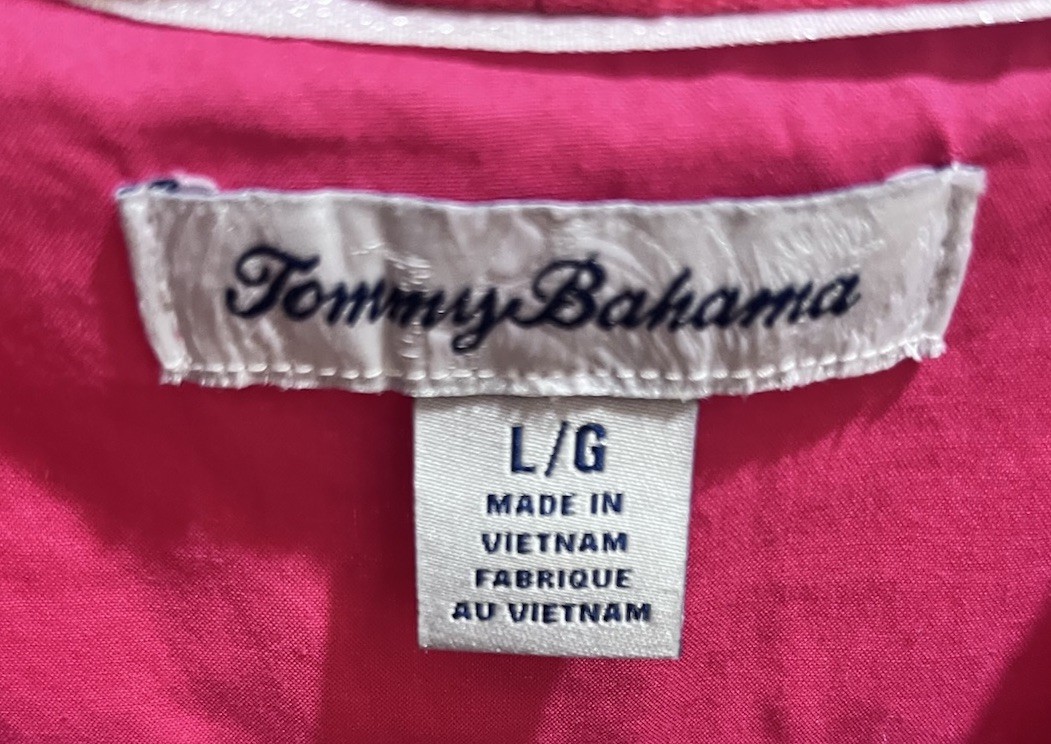 Tommy Bahama
L/G
MADE IN
VIETNAM
FABRIQUE
AU VIETNAM